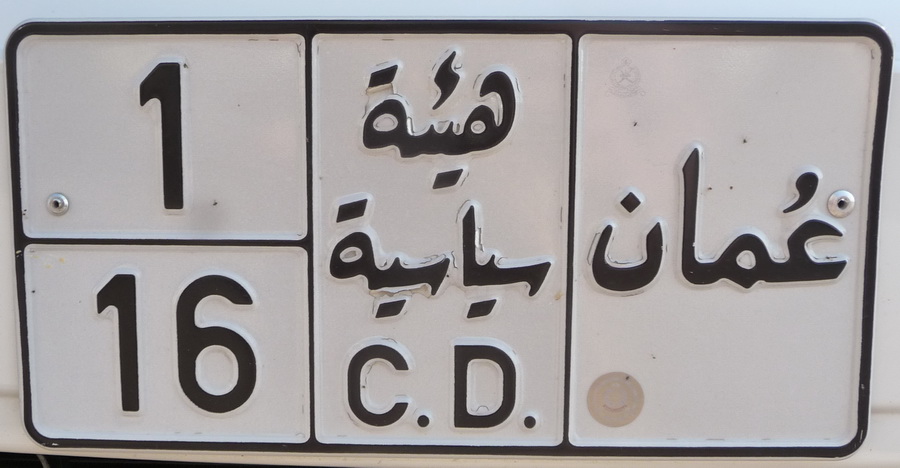 عُمان
هيئة
سياسية
C.D.
1
16